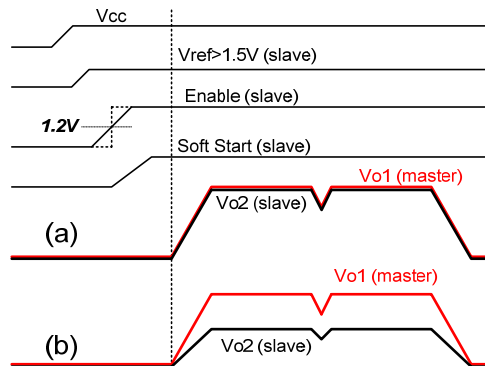 Vcc
Vref>1.5V (slave)
Enable (slave)
1.2V
Soft Start (slave)
Vo1 (master)
Vo2 (slave)
(a)
Vo1 (master)
Vo2 (slave)
(b)